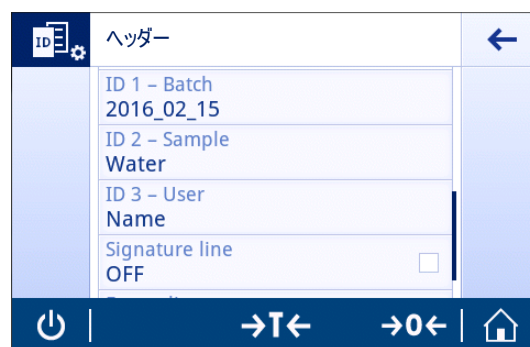 ID
ヘッダー
ID 1 – Batch
2016_02_15
ID 2 – Sample
Water
ID 3 – User
Name
Signature line
OFF
→T←
→0←